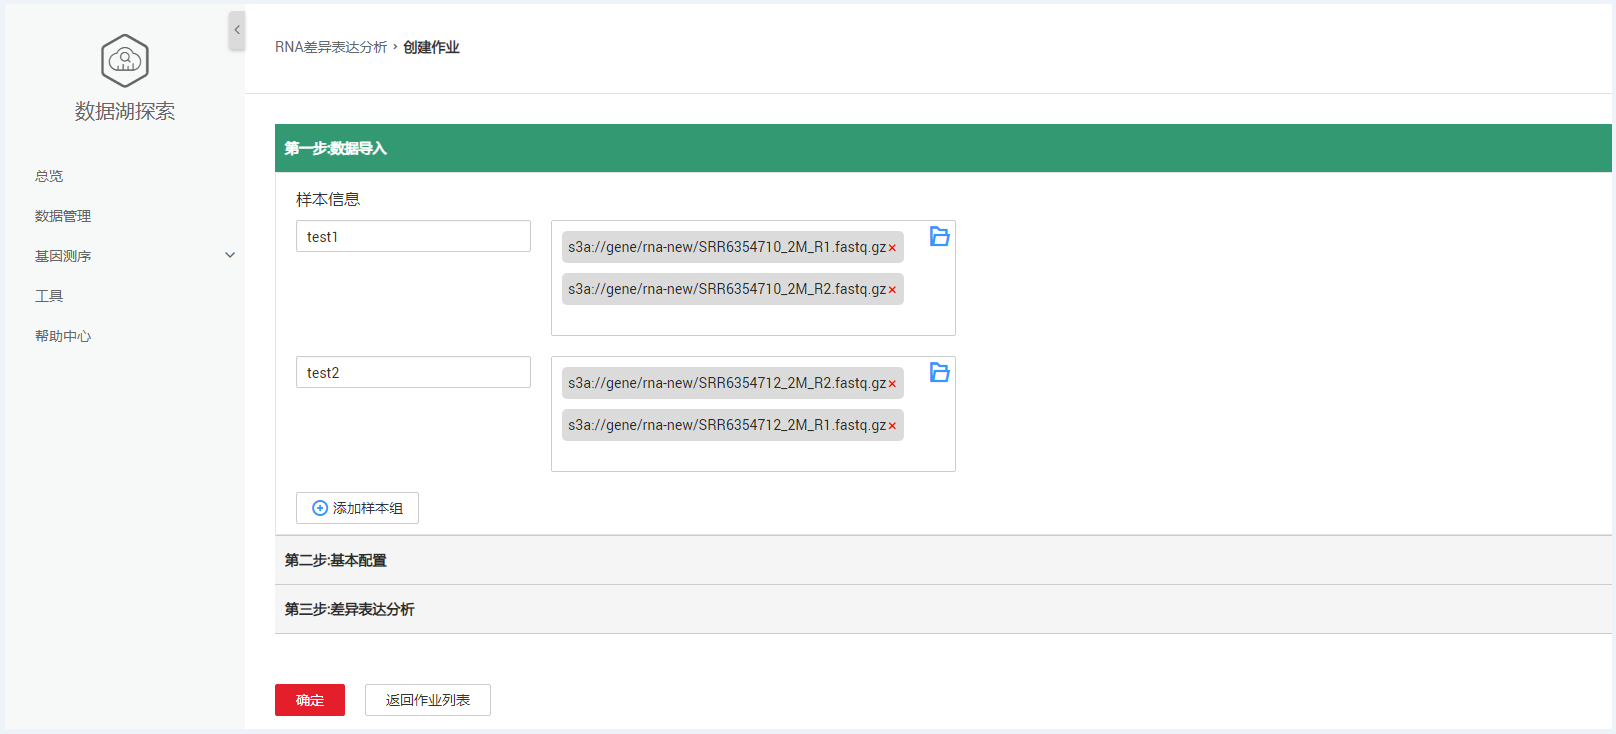 数据湖探索
总览
数据管理
基因测序
工具
帮助中心
RNA差异表达分析 › 创建作业
第一步:数据导入
样本信息
test1
s3a://gene/rna-new/SRR6354710_2M_R1.fastq.gz×
s3a://gene/rna-new/SRR6354710_2M_R2.fastq.gz×
test2
s3a://gene/rna-new/SRR6354712_2M_R2.fastq.gz×
s3a://gene/rna-new/SRR6354712_2M_R1.fastq.gz×
添加样本组
第二步:基本配置
第三步:差异表达分析
确定 返回作业列表